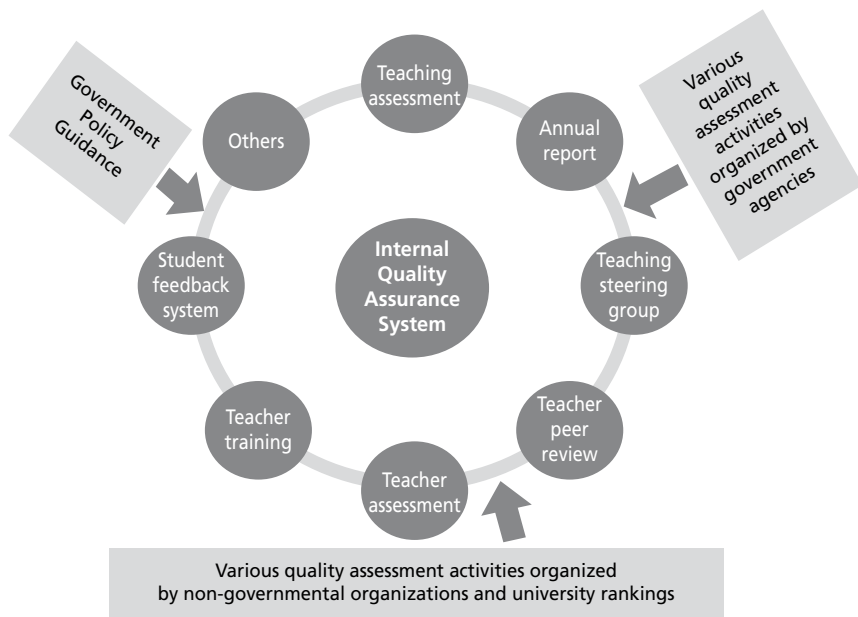 Government
Policy
Guidance
Various
quality
assessment
activities
organized by
government
agencies
Teaching
assessment
Annual
report
Teaching
steering
group
Teacher
peer
review
Teacher
assessment
Teacher
training
Student
feedback
system
Others
Internal
Quality
Assurance
System
Various quality assessment activities organized
by non-governmental organizations and university rankings